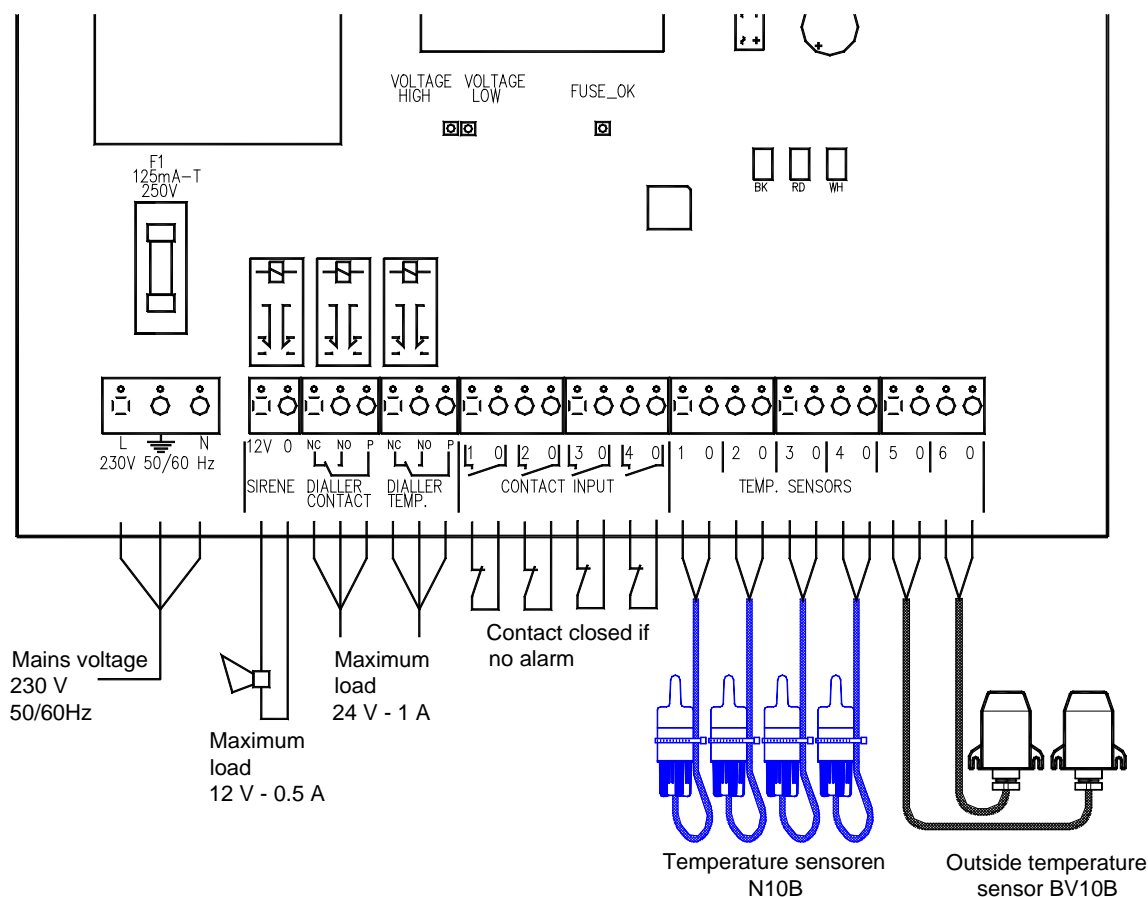 VOLTAGE VOLTAGE
HIGH LOW
FUSE_OK
F1
125mA-T
250V
BK RD WH
L N
230V 50/60 Hz
12V 0
NC NO P
NC NO P
1 0 2 0 3 0 4 0
1 0 2 0 3 0 4 0 5 0 6 0
SIRENE
DIALLER
CONTACT
DIALLER
TEMP.
CONTACT INPUT
TEMP. SENSORS
Mains voltage
230 V
50/60Hz
Maximum
load
12 V - 0.5 A
Maximum
load
24 V - 1 A
Contact closed if
no alarm
Temperature sensoren
N10B
Outside temperature
sensor BV10B